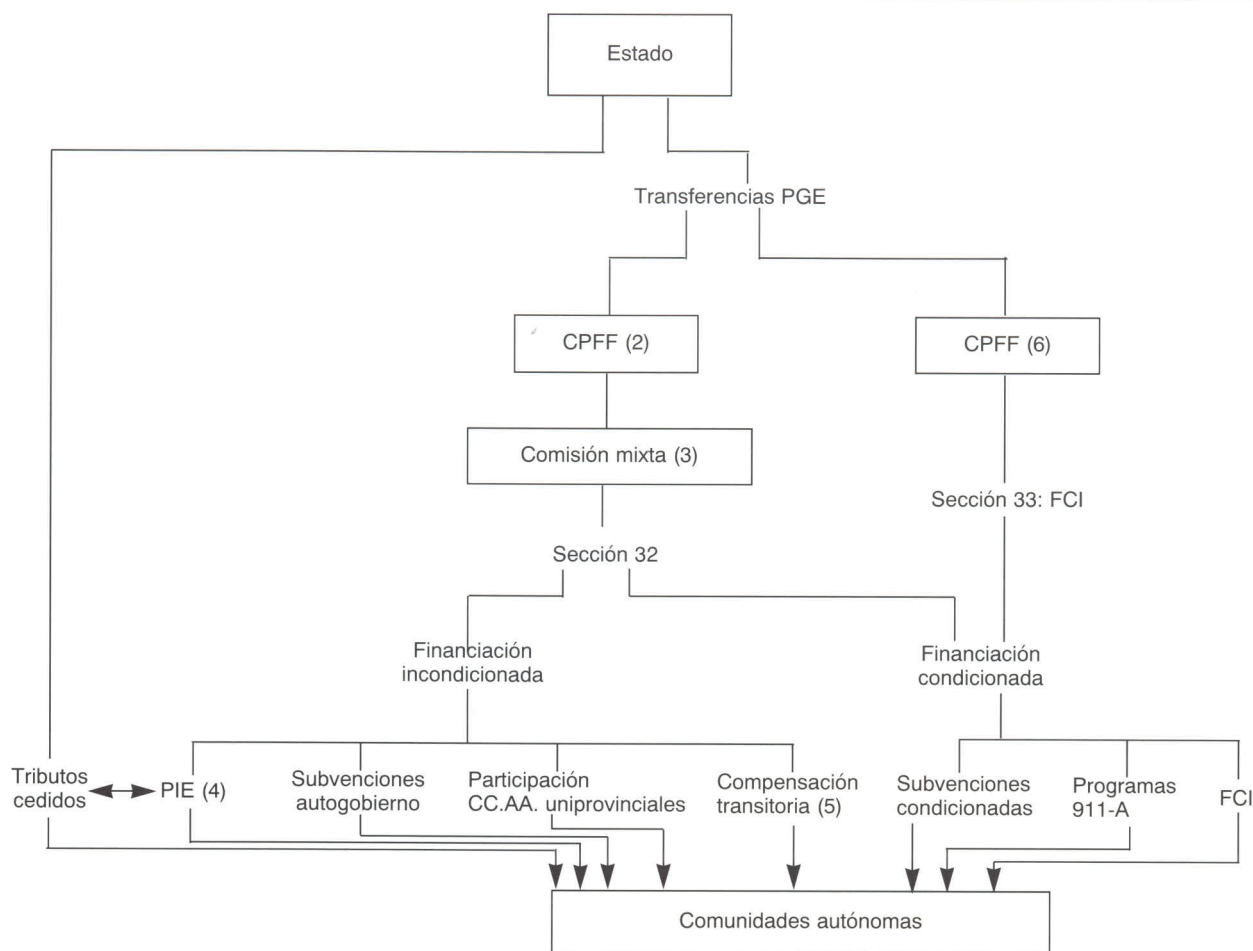 Estado
Transferencias PGE
CPFF (2)
CPFF (6)
Comisión mixta (3)
Sección 33: FCI
Sección 32
Financiación
incondicionada
Financiación
condicionada
Tributos
cedidos
PIE (4)
Subvenciones
autogobierno
Participación
CC.AA. uniprovinciales
Compensación
transitoria (5)
Subvenciones
condicionadas
Programas
911-A
FCI
Comunidades autónomas